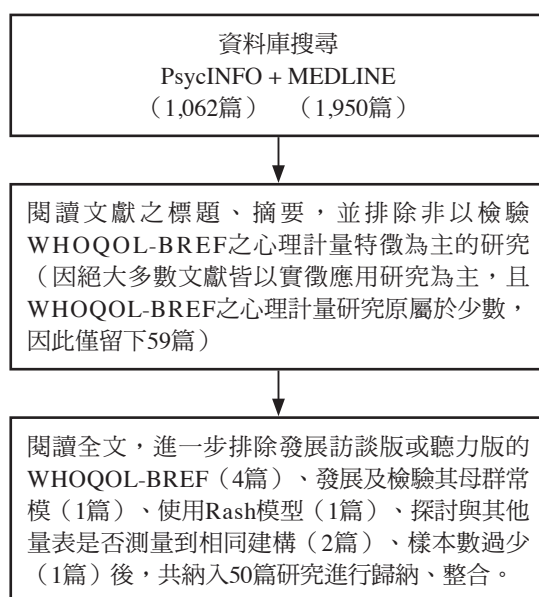 資料庫搜尋
PsycINFO + MEDLINE
（1,062篇）　（1,950篇）
閱讀文獻之標題、摘要，並排除非以檢驗
WHOQOL-BREF之心理計量特徵為主的研究
（因絕大多數文獻皆以實徵應用研究為主，且
WHOQOL-BREF之心理計量研究原屬於少數，
因此僅留下59篇）
閱讀全文，進一步排除發展訪談版或聽力版的
WHOQOL-BREF（4篇）、發展及檢驗其母群常
模（1篇）、使用Rash模型（1篇）、探討與其他
量表是否測量到相同建構（2篇）、樣本數過少
（1篇）後，共納入50篇研究進行歸納、整合。